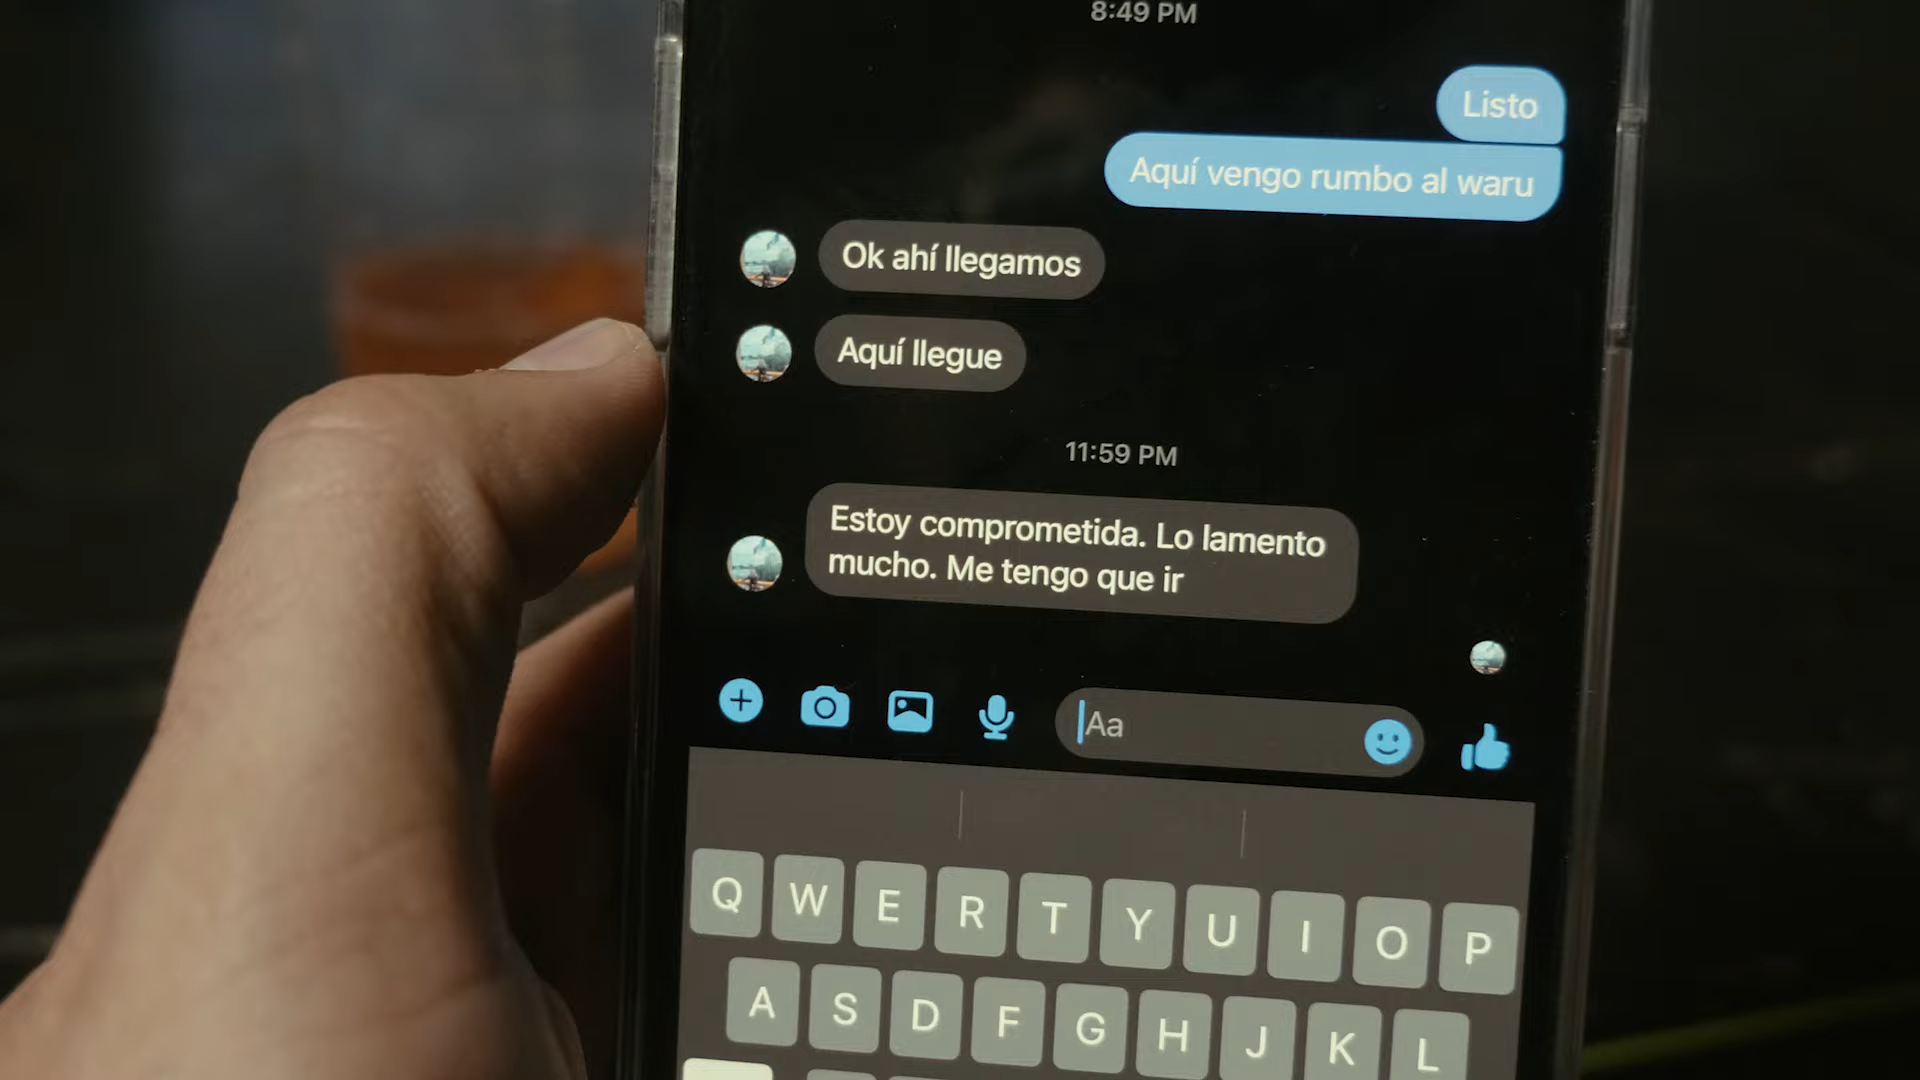 8:49 PM
Listo
Aquí vengo rumbo al waru
Ok ahí llegamos
Aquí llegue
11:59 PM
Estoy comprometida. Lo lamento
mucho. Me tengo que ir
Aa
Q W E R T Y U I O P
A S D F G H J K L